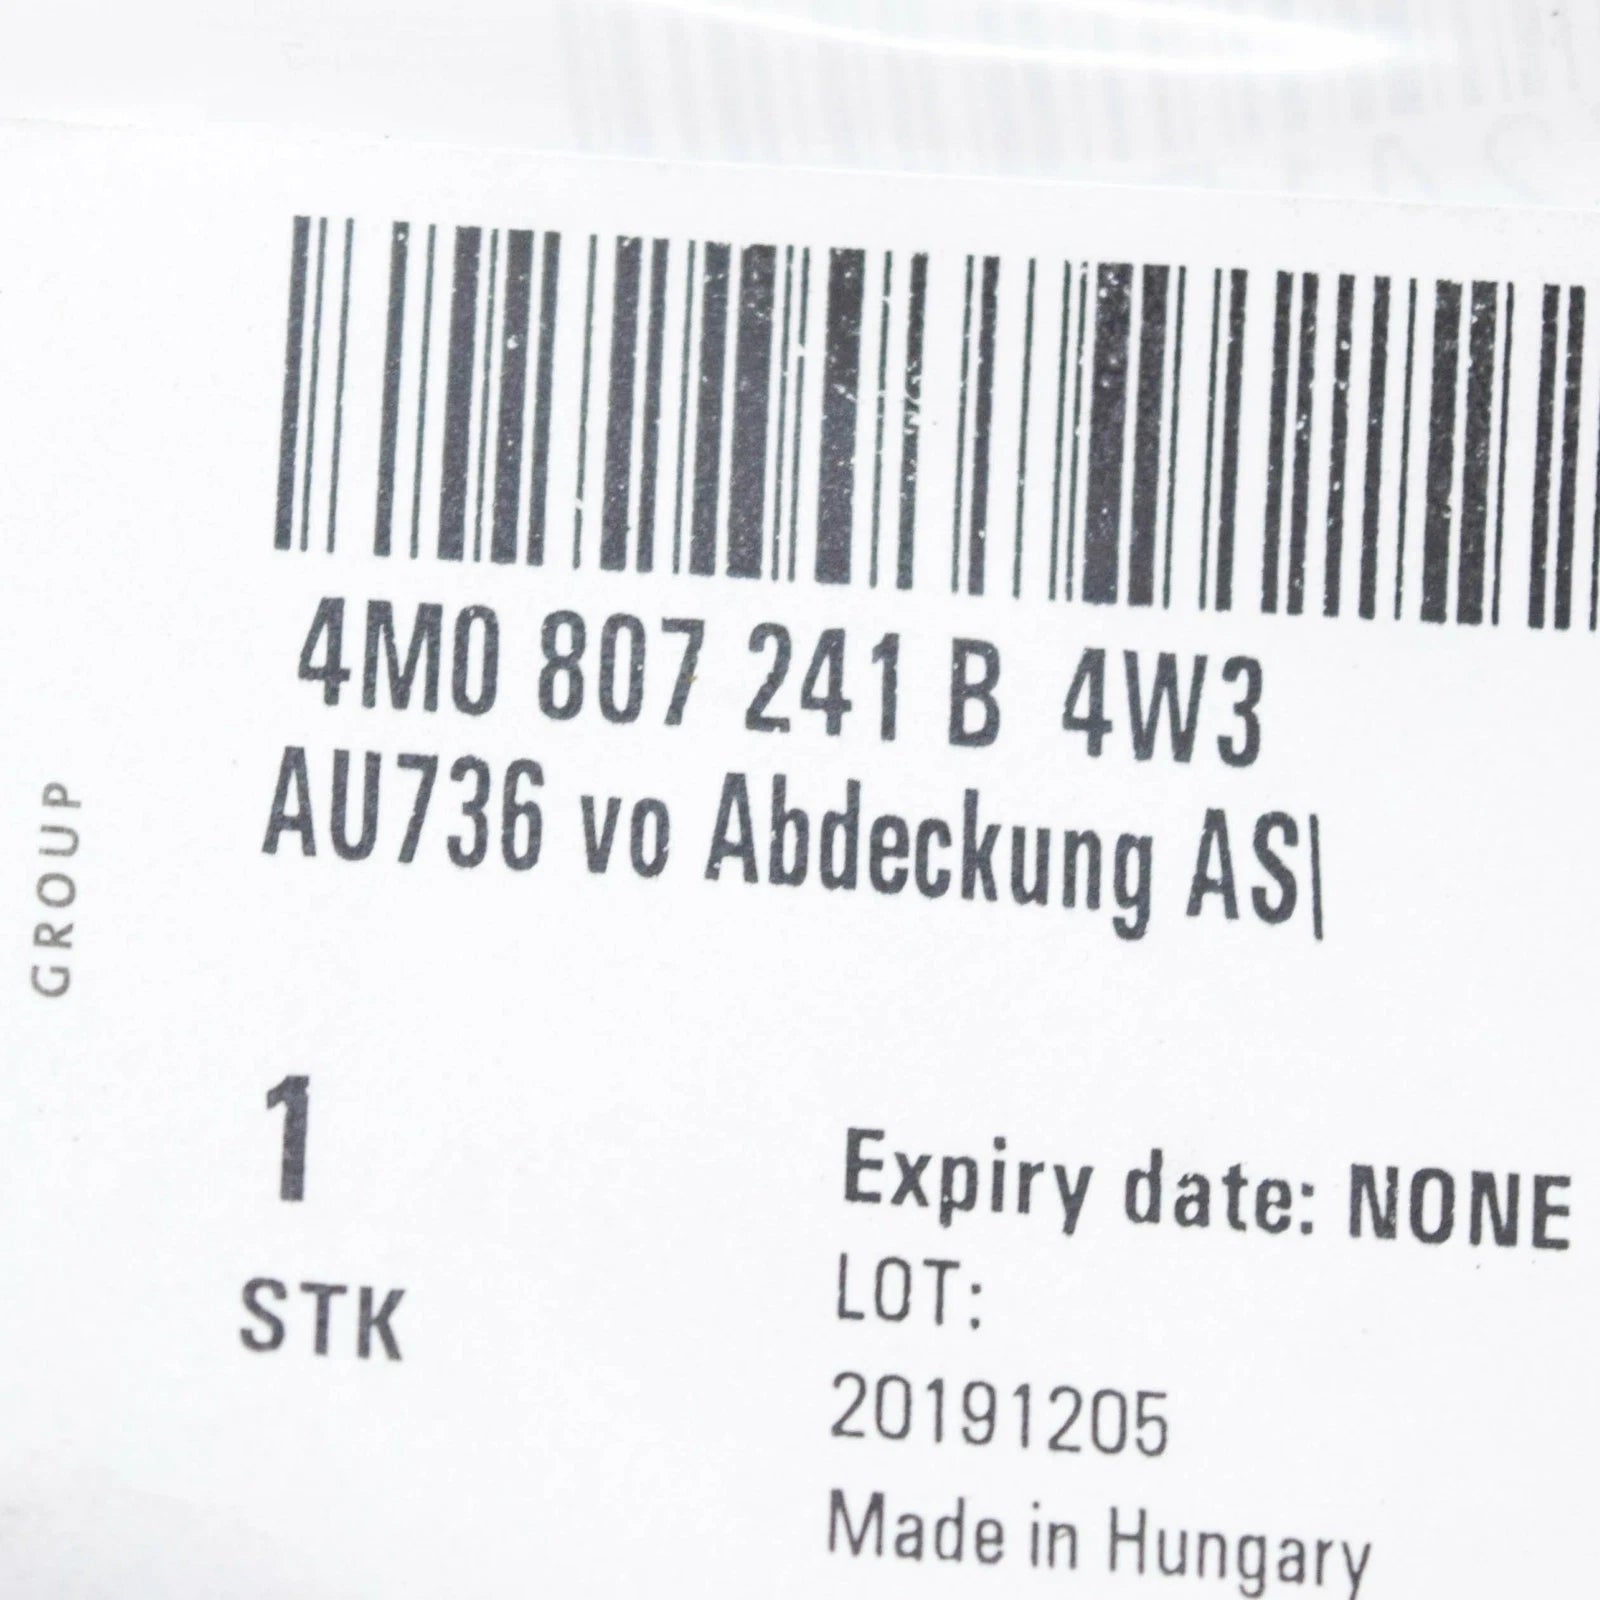 4M0 807 241 B 4W3
AU736 vo Abdeckung AS|
GROUP
1
STK
Expiry date: NONE
LOT:
20191205
Made in Hungary